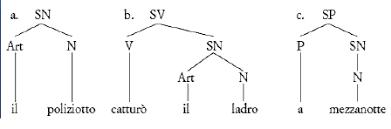 a. SN b. SV c. SP
Art N V SN P SN
Art N N
il poliziotto catturò il ladro a mezzanotte